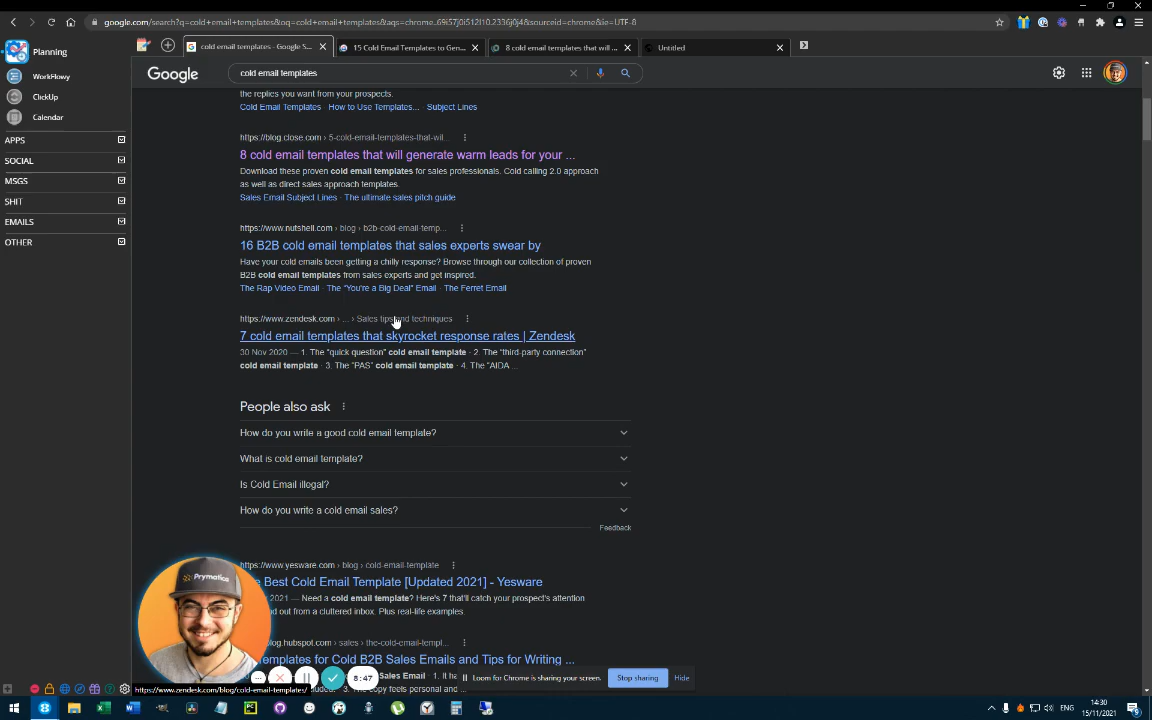 google.com/search?q=cold+email+templates&oq=cold+email+templates&aqs=chrome..69i57j0i512l10.2336j0j4&sourceid=chrome&ie=UTF-8
Planning
cold email templates - Google S...
15 Cold Email Templates to Gen...
8 cold email templates that will ...
Untitled
WorkFlowy
ClickUp
Calendar
APPS
SOCIAL
MSGS
SHIT
EMAILS
OTHER
Google
cold email templates
the replies you want from your prospects.
Cold Email Templates · How to Use Templates... · Subject Lines
https://blog.close.com › 5-cold-email-templates-that-wil...
8 cold email templates that will generate warm leads for your ...
Download these proven cold email templates for sales professionals. Cold calling 2.0 approach
as well as direct sales approach templates.
Sales Email Subject Lines · The ultimate sales pitch guide
https://www.nutshell.com › blog › b2b-cold-email-temp...
16 B2B cold email templates that sales experts swear by
Have your cold emails been getting a chilly response? Browse through our collection of proven
B2B cold email templates from sales experts and get inspired.
The Rap Video Email · The "You're a Big Deal" Email · The Ferret Email
https://www.zendesk.com › ... › Sales tips and techniques
7 cold email templates that skyrocket response rates | Zendesk
30 Nov 2020 — 1. The "quick question" cold email template · 2. The "third-party connection"
cold email template · 3. The "PAS" cold email template · 4. The "AIDA ...
People also ask
How do you write a good cold email template?
What is cold email template?
Is Cold Email illegal?
How do you write a cold email sales?
Feedback
https://www.yesware.com › blog › cold-email-template
Best Cold Email Template [Updated 2021] - Yesware
2021 — Need a cold email template? Here's 7 that'll catch your prospect's attention
out from a cluttered inbox. Plus real-life examples.
.hubspot.com › sales › the-cold-email-templ...
Templates for Cold B2B Sales Emails and Tips for Writing ...
Sales Email · 1. It
3. The copy feels personal and ...
Prymatica
8:47
Loom for Chrome is sharing your screen.
Stop sharing
Hide
https://www.zendesk.com/blog/cold-email-templates/
ENG
14:30
15/11/2021